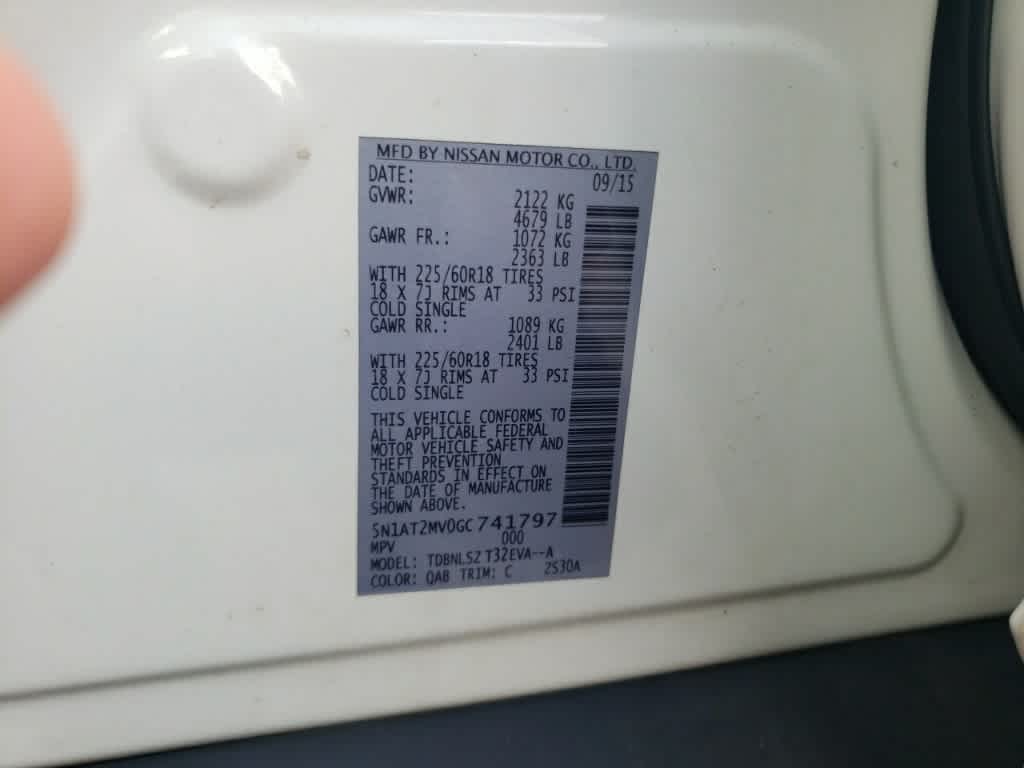 MFD BY NISSAN MOTOR CO., LTD.
DATE: 09/15
GVWR: 2122 KG
4679 LB
GAWR FR.: 1072 KG
2363 LB
WITH 225/60R18 TIRES
18 X 7J RIMS AT 33 PSI
COLD SINGLE
GAWR RR.: 1089 KG
2401 LB
WITH 225/60R18 TIRES
18 X 7J RIMS AT 33 PSI
COLD SINGLE
THIS VEHICLE CONFORMS TO
ALL APPLICABLE FEDERAL
MOTOR VEHICLE SAFETY AND
THEFT PREVENTION
STANDARDS IN EFFECT ON
THE DATE OF MANUFACTURE
SHOWN ABOVE.
5N1AT2MV0GC741797
000
MPV
MODEL: TDBNLS2 T32EVA--A
COLOR: QAB TRIM: C 2S30A